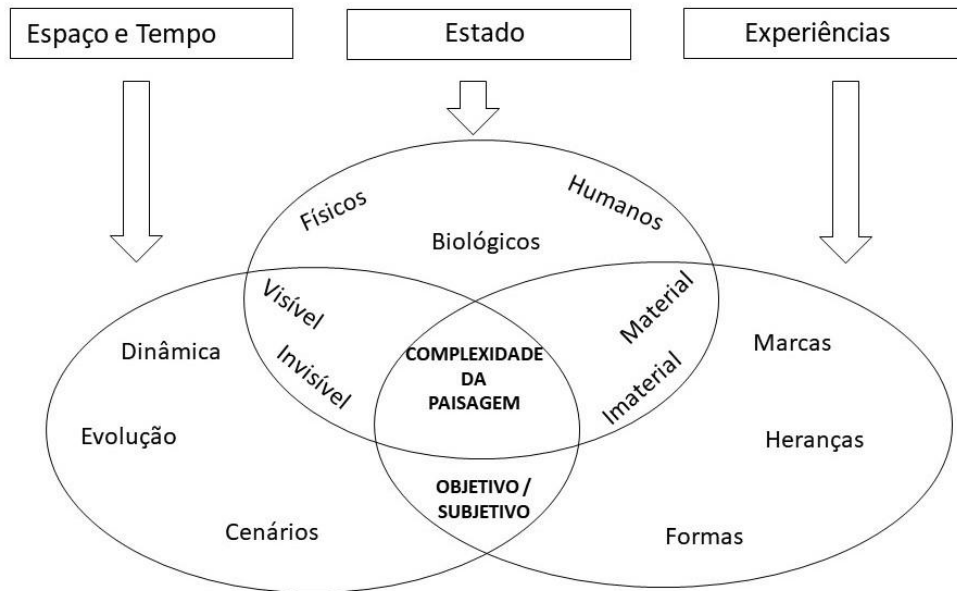 Espaço e Tempo
Estado
Experiências
Físicos
Humanos
Biológicos
Visível
Invisível
Material
Imaterial
Dinâmica
Evolução
Cenários
COMPLEXIDADE
DA
PAISAGEM
OBJETIVO /
SUBJETIVO
Marcas
Heranças
Formas